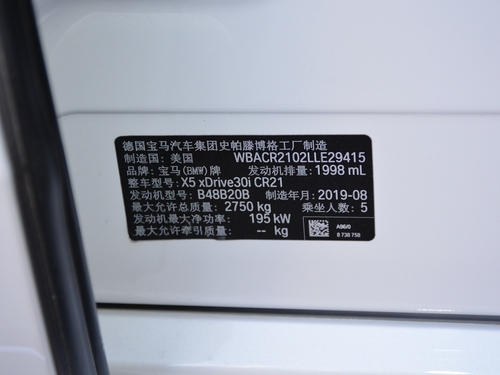 德国宝马汽车集团史帕滕博格工厂制造
制造国: 美国 WBACR2102LLE29415
品牌: 宝马(BMW)牌 发动机排量: 1998 mL
整车型号: X5 xDrive30i CR21
发动机型号: B48B20B 制造年月: 2019-08
最大允许总质量: 2750 kg 乘坐人数: 5
发动机最大净功率: 195 kW
最大允许牵引质量: -- kg
A96/0
8 738 758